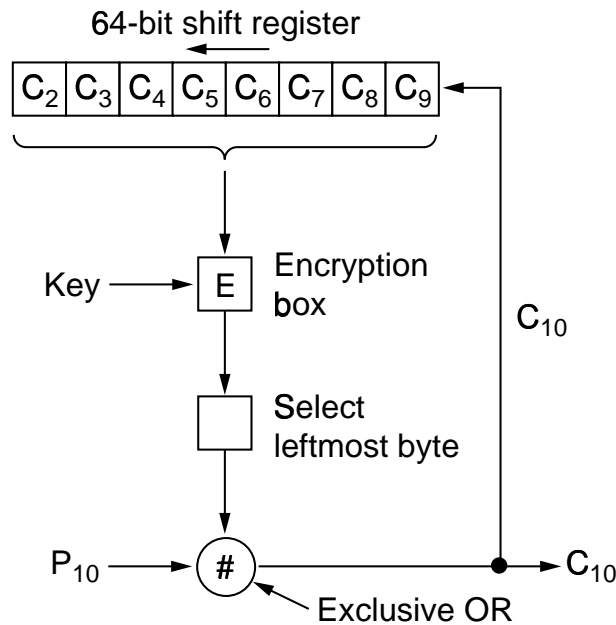 64-bit shift register
C2 C3 C4 C5 C6 C7 C8 C9
Key
E
Encryption
box
C10
Select
leftmost byte
P10
#
C10
Exclusive OR